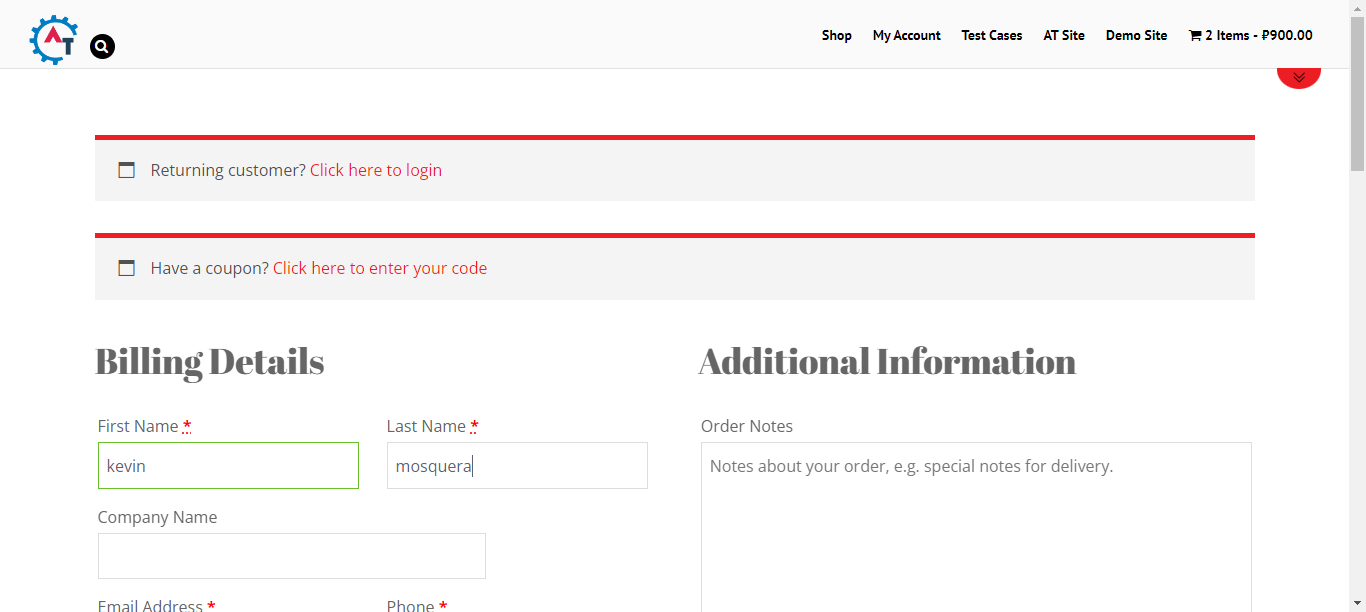 AT
Shop My Account Test Cases AT Site Demo Site 2 Items - ₽900.00
Returning customer? Click here to login
Have a coupon? Click here to enter your code
Billing Details
First Name * Last Name *
kevin mosquera
Company Name
Email Address * Phone *
Additional Information
Order Notes
Notes about your order, e.g. special notes for delivery.